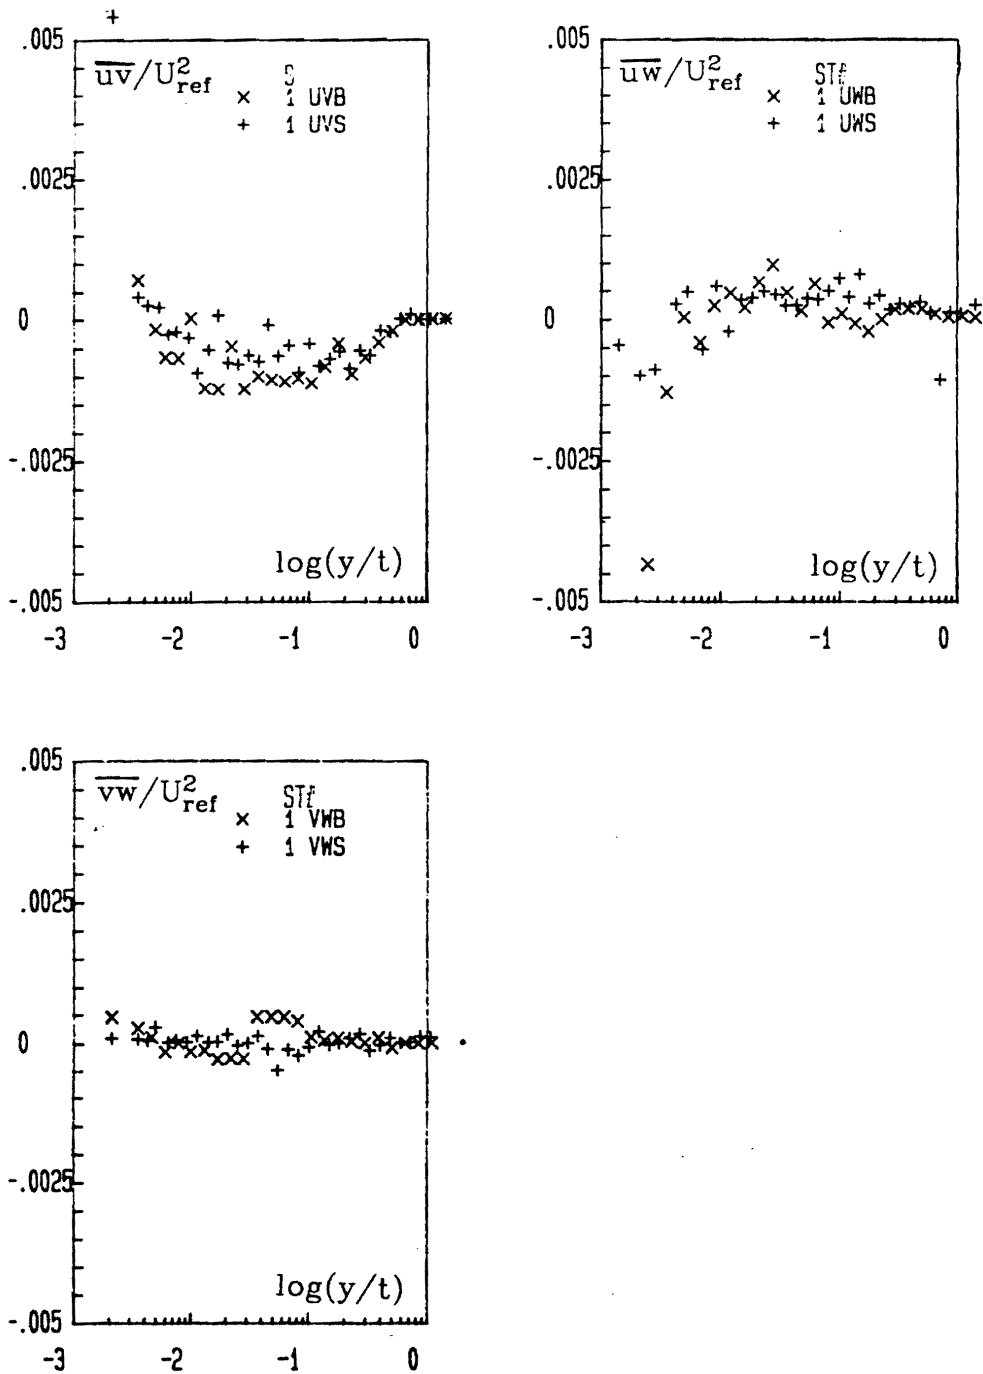 .005
uv/U²ref
S
× 1 UVB
+ 1 UVS
.0025
0
-.0025
log(y/t)
-.005
-3 -2 -1 0
.005
uw/U²ref
× 1 UWB
+ 1 UWS
.0025
0
-.0025
log(y/t)
-.005
-3 -2 -1 0
.005
vw/U²ref
× 1 VWB
+ 1 VWS
.0025
0
-.0025
log(y/t)
-.005
-3 -2 -1 0